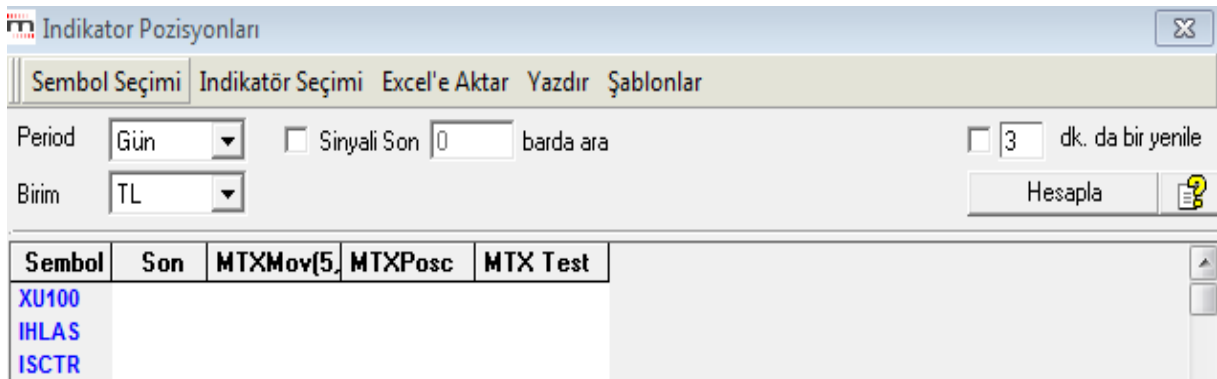 Indikator Pozisyonları
Sembol Seçimi Indikatör Seçimi Excel'e Aktar Yazdır Şablonlar
Period Gün Sinyali Son 0 barda ara 3 dk. da bir yenile
Birim TL Hesapla
Sembol Son MTXMov(5, MTXPosc MTX Test
XU100
IHLAS
ISCTR